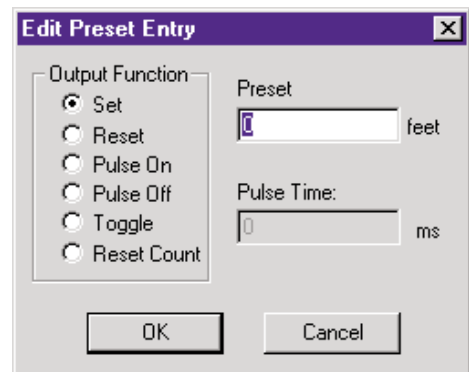 Edit Preset Entry
Output Function
Set
Reset
Pulse On
Pulse Off
Toggle
Reset Count
Preset
0 feet
Pulse Time:
0 ms
OK Cancel